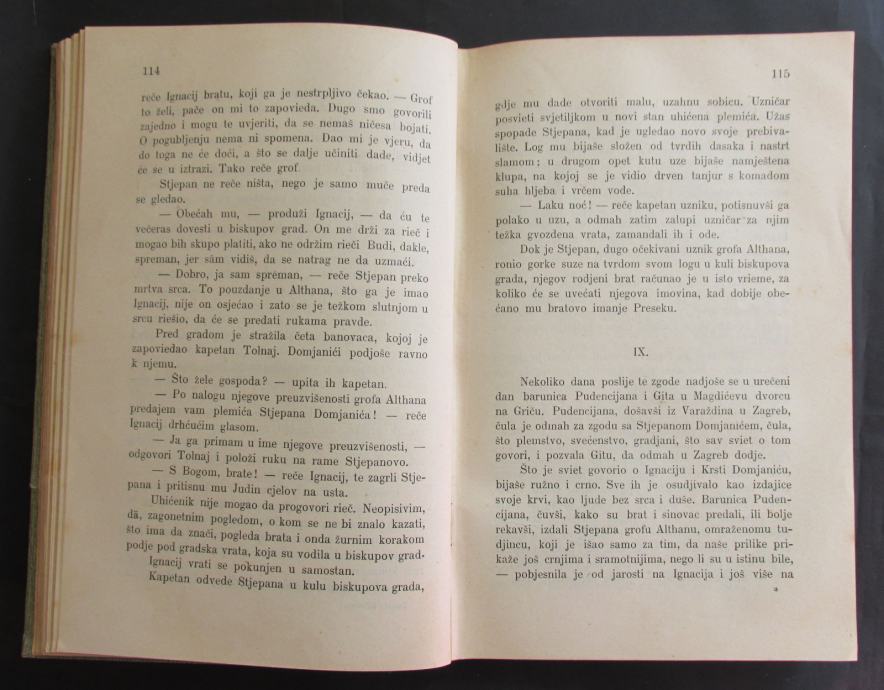 114
reče Ignacij bratu, koji ga je nestrpljivo čekao. — Grof
to želi, pače on mi to zapovieda. Dugo smo govorili
zajedno i mogu te uvjeriti, da se nemaš ničesa bojati.
O pogubljenju nema ni spomena. Dao mi je vjeru, da
do toga ne će doći, a što se dalje učiniti dade, vidjet
će se u iztrazi. Tako reče grof.
Stjepan ne reče ništa, nego je samo muče preda
se gledao.
— Obećah mu, — produži Ignacij, — da ću te
večeras dovesti u biskupov grad. On me drži za rieč i
mogao bih skupo platiti, ako ne održim rieči Budi, dakle,
spreman, jer sâm vidiš, da se natrag ne da uzmaći.
— Dobro, ja sam spreman, — reče Stjepan preko
mrtva srca. To pouzdanje u Althana, što ga je imao
Ignacij, nije on osjećao i zato se je težkom slutnjom u
srcu riešio, da će se predati rukama pravde.
Pred gradom je stražila četa banovaca, kojoj je
zapoviedao kapetan Tolnaj. Domjanići podjoše ravno
k njemu.
— Što žele gospoda? — upita ih kapetan.
— Po nalogu njegove preuzvišenosti grofa Althana
predajem vam plemića Stjepana Domjanića! — reče
Ignacij drhćućim glasom.
— Ja ga primam u ime njegove preuzvišenosti, —
odgovori Tolnaj i položi ruku na rame Stjepanovo.
— S Bogom, brate! — reče Ignacij, te zagrli Stje-
pana i pritisnu mu Judin cjelov na usta.
Uhićenik nije mogao da progovori rieč. Neopisivim,
dà, zagonetnim pogledom, o kom se ne bi znalo kazati,
što ima da znači, pogleda brata i onda žurnim korakom
podje pod gradska vrata, koja su vodila u biskupov grad.
Ignacij vrati se pokunjen u samostan.
Kapetan odvede Stjepana u kulu biskupova grada,
115
gdje mu dade otvoriti malu, uzahnu sobicu. Uzničar
posvieti svjetiljkom u novi stan uhićena plemića. Užas
spopade Stjepana, kad je ugledao novo svoje prebiva-
lište. Log mu bijaše složen od tvrdih dasaka i nastrt
slamom; u drugom opet kutu uze bijaše namještena
klupa, na kojoj se je vidio drven tanjur s komadom
suha hljeba i vrčem vode.
— Laku noć! — reče kapetan uzniku, potisnuvši ga
polako u uzu, a odmah zatim zalupi uzničar za njim
težka gvozdena vrata, zamandali ih i ode.
Dok je Stjepan, dugo očekivani uznik grofa Althana,
ronio gorke suze na tvrdom svom logu u kuli biskupova
grada, njegov rodjeni brat računao je u isto vrieme, za
koliko će se uvećati njegova imovina, kad dobije obe-
ćano mu bratovo imanje Preseku.
IX.
Nekoliko dana poslije te zgode nadjoše se u urečeni
dan barunica Pudencijana i Gita u Magdićevu dvorcu
na Griču. Pudencijana, došavši iz Varaždina u Zagreb,
čula je odmah za zgodu sa Stjepanom Domjanićem, čula,
što plemstvo, svećenstvo, gradjani, što sav sviet o tom
govori, i pozvala Gitu, da odmah u Zagreb dodje.
Što je sviet govorio o Ignaciju i Krsti Domjaniću,
bijaše ružno i crno. Sve ih je osudjivalo kao izdajice
svoje krvi, kao ljude bez srca i duše. Barunica Puden-
cijana, čuvši, kako su brat i sinovac predali, ili bolje
rekavši, izdali Stjepana grofu Althanu, omraženomu tu-
djincu, koji je išao samo za tim, da naše prilike pri-
kaže još crnjima i sramotnijima, nego li su u istinu bile,
— pobjesnila je od jarosti na Ignacija i još više na
*